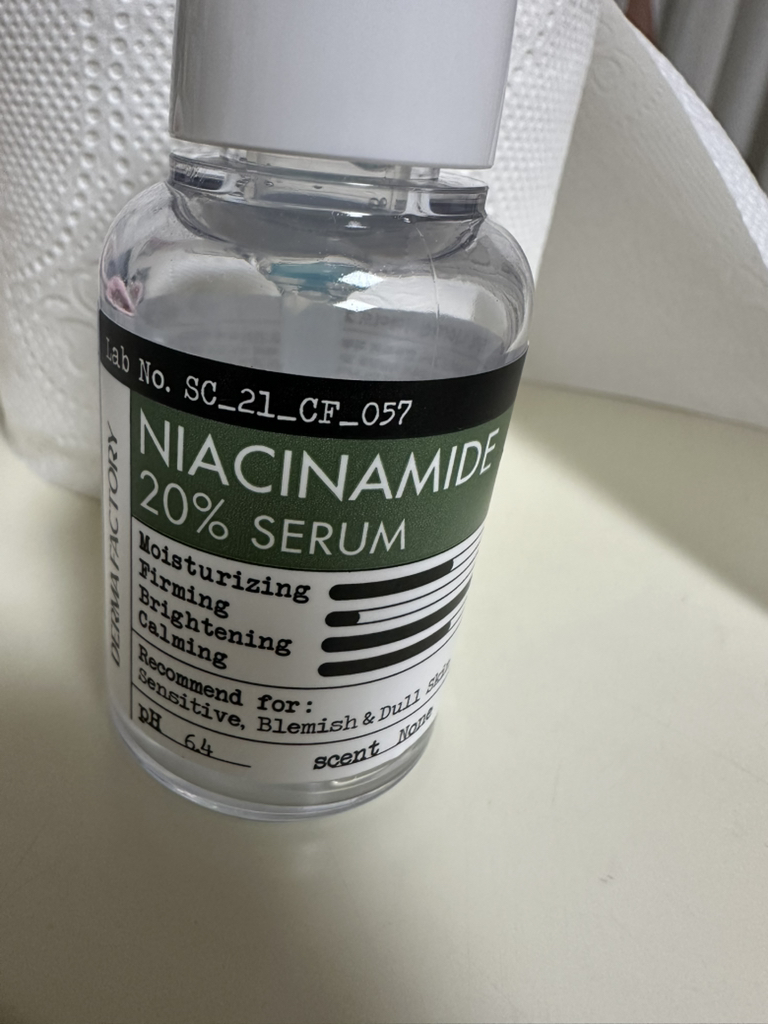 Lab No. SC_21_CF_057
DERMA FACTORY
NIACINAMIDE
20% SERUM
Moisturizing
Firming
Brightening
Calming
Recommend for:
Sensitive, Blemish & Dull Skin
pH 6.4
scent None